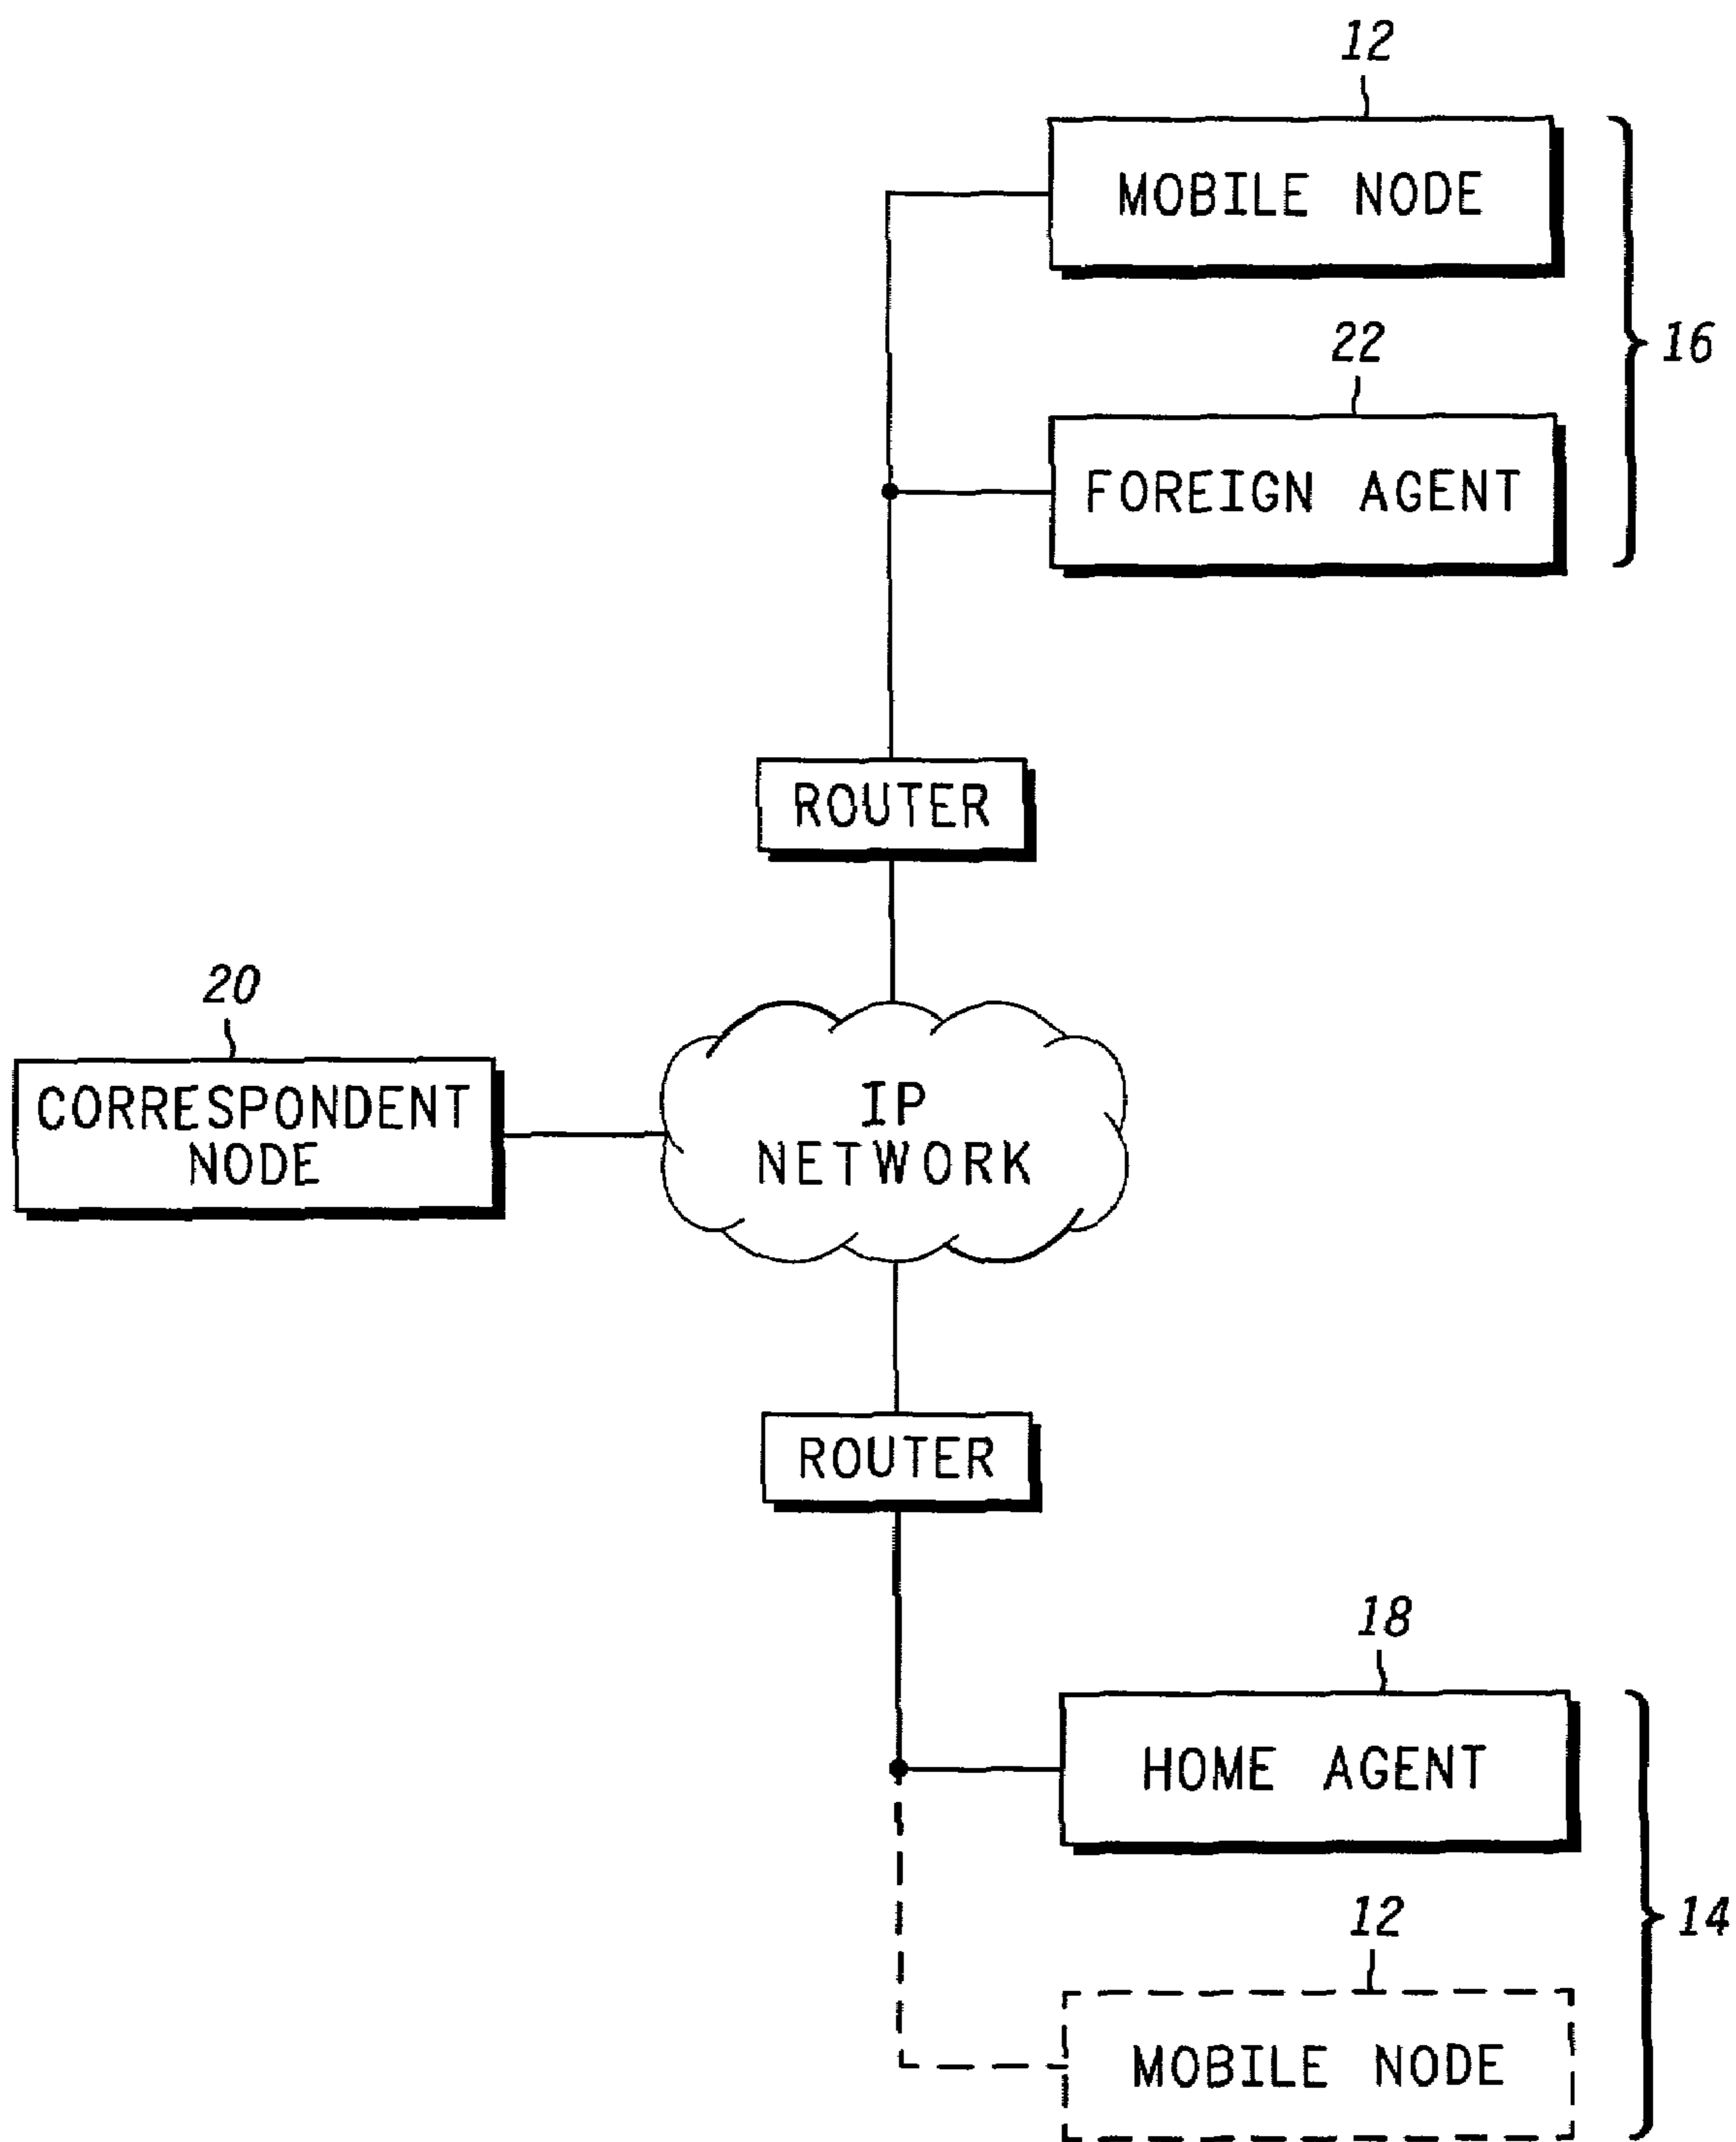 12
MOBILE NODE
22
16
FOREIGN AGENT
ROUTER
20
CORRESPONDENT
NODE
IP
NETWORK
ROUTER
18
HOME AGENT
12
14
MOBILE NODE